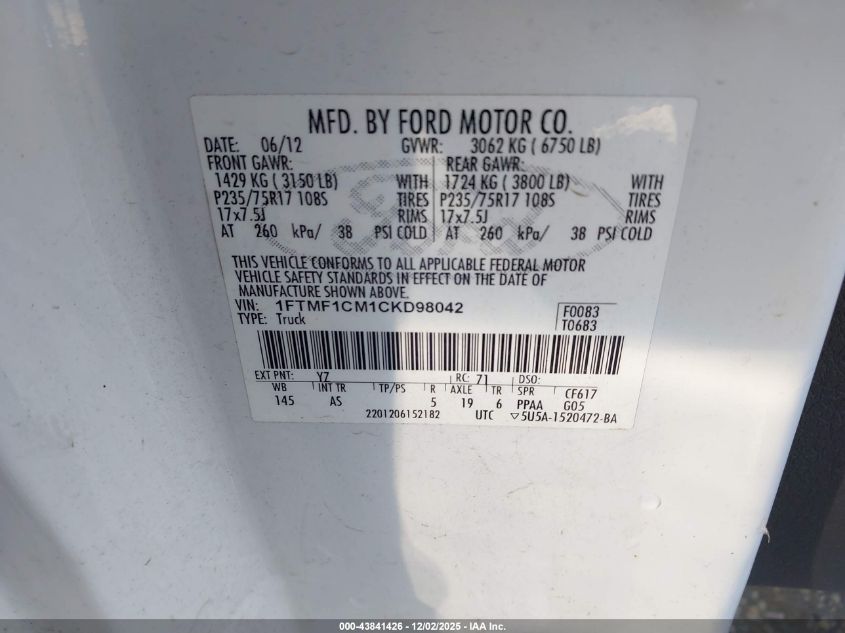 MFD. BY FORD MOTOR CO.
DATE: 06/12 GVWR: 3062 KG ( 6750 LB)
FRONT GAWR: REAR GAWR:
1429 KG ( 3150 LB) WITH 1724 KG ( 3800 LB) WITH
P235/75R17 108S TIRES P235/75R17 108S TIRES
17x7.5J RIMS 17x7.5J RIMS
AT 260 kPa/ 38 PSI COLD AT 260 kPa/ 38 PSI COLD
THIS VEHICLE CONFORMS TO ALL APPLICABLE FEDERAL MOTOR
VEHICLE SAFETY STANDARDS IN EFFECT ON THE DATE OF
MANUFACTURE SHOWN ABOVE.
VIN: 1FTMF1CM1CKD98042 F0083
TYPE: Truck T0683
EXT PNT: YZ RC: 71 DSO:
WB INT TR TP/PS R AXLE TR SPR CF617
145 AS 5 19 6 PPAA G05
2201206152182 UTC ▽5U5A-1520472-BA
000-43841426 - 12/02/2025 - IAA Inc.